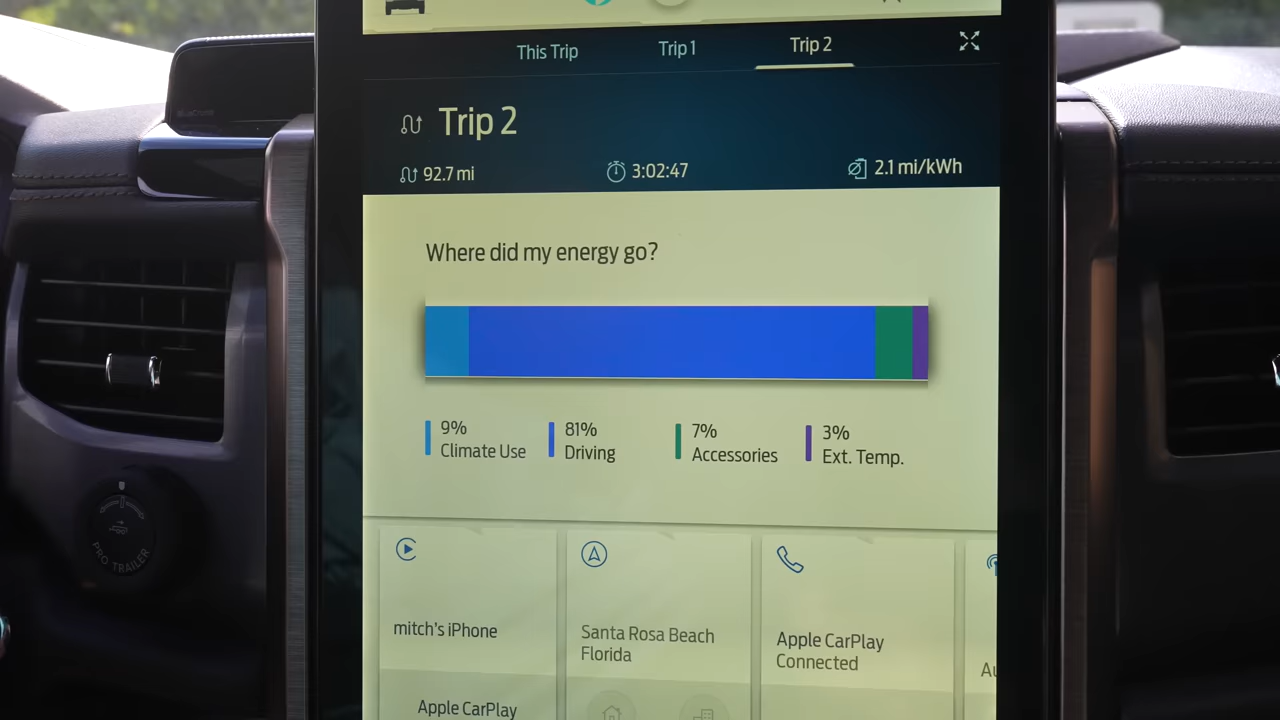 This Trip
Trip 1
Trip 2
Trip 2
92.7 mi
3:02:47
2.1 mi/kWh
Where did my energy go?
9%
Climate Use
81%
Driving
7%
Accessories
3%
Ext. Temp.
mitch's iPhone
Santa Rosa Beach
Florida
Apple CarPlay
Connected
Apple CarPlay
PRO TRAILER